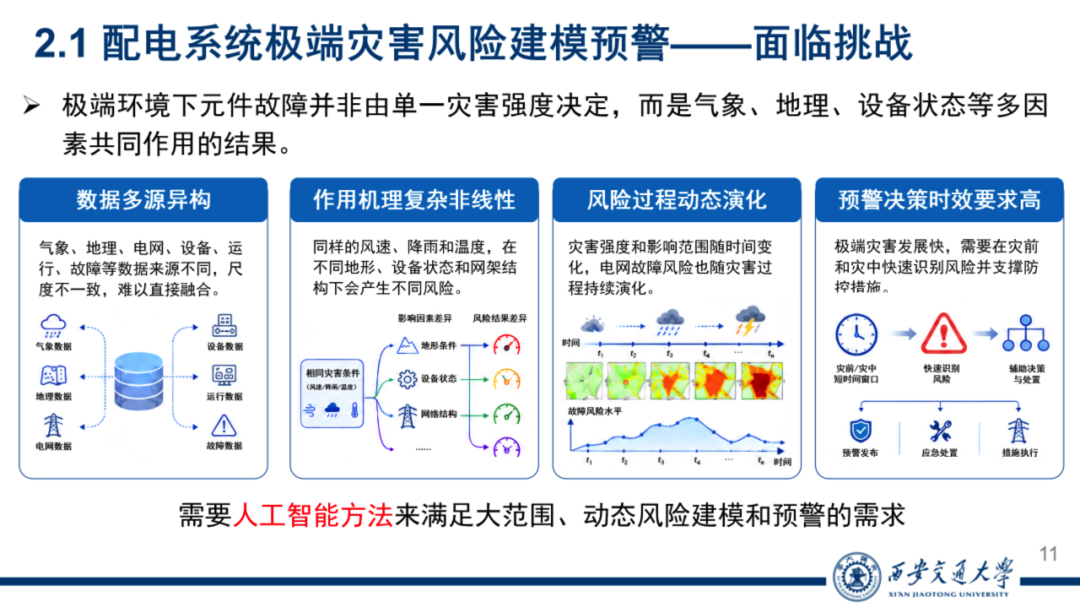 2.1 配电系统极端灾害风险建模预警——面临挑战
➢ 极端环境下元件故障并非由单一灾害强度决定，而是气象、地理、设备状态等多因
素共同作用的结果。
数据多源异构
气象、地理、电网、设备、运
行、故障等数据来源不同，尺
度不一致，难以直接融合。
气象数据
设备数据
地理数据
运行数据
电网数据
故障数据
作用机理复杂非线性
同样的风速、降雨和温度，在
不同地形、设备状态和网架结
构下会产生不同风险。
影响因素差异 风险结果差异
相同灾害条件
(风速/降雨/温度)
地形条件
设备状态
网络结构
……
风险过程动态演化
灾害强度和影响范围随时间变
化，电网故障风险也随灾害过
程持续演化。
时间
t1 t2 t3 t4 … tn
故障风险水平
t1 t2 t3 t4 … tn 时间
预警决策时效要求高
极端灾害发展快，需要在灾前
和灾中快速识别风险并支撑防
控措施。
灾前/灾中
短时间窗口
快速识别
风险
辅助决策
与处置
预警发布
应急处置
措施执行
需要人工智能方法来满足大范围、动态风险建模和预警的需求
11
西安交通大学
XI'AN JIAOTONG UNIVERSITY